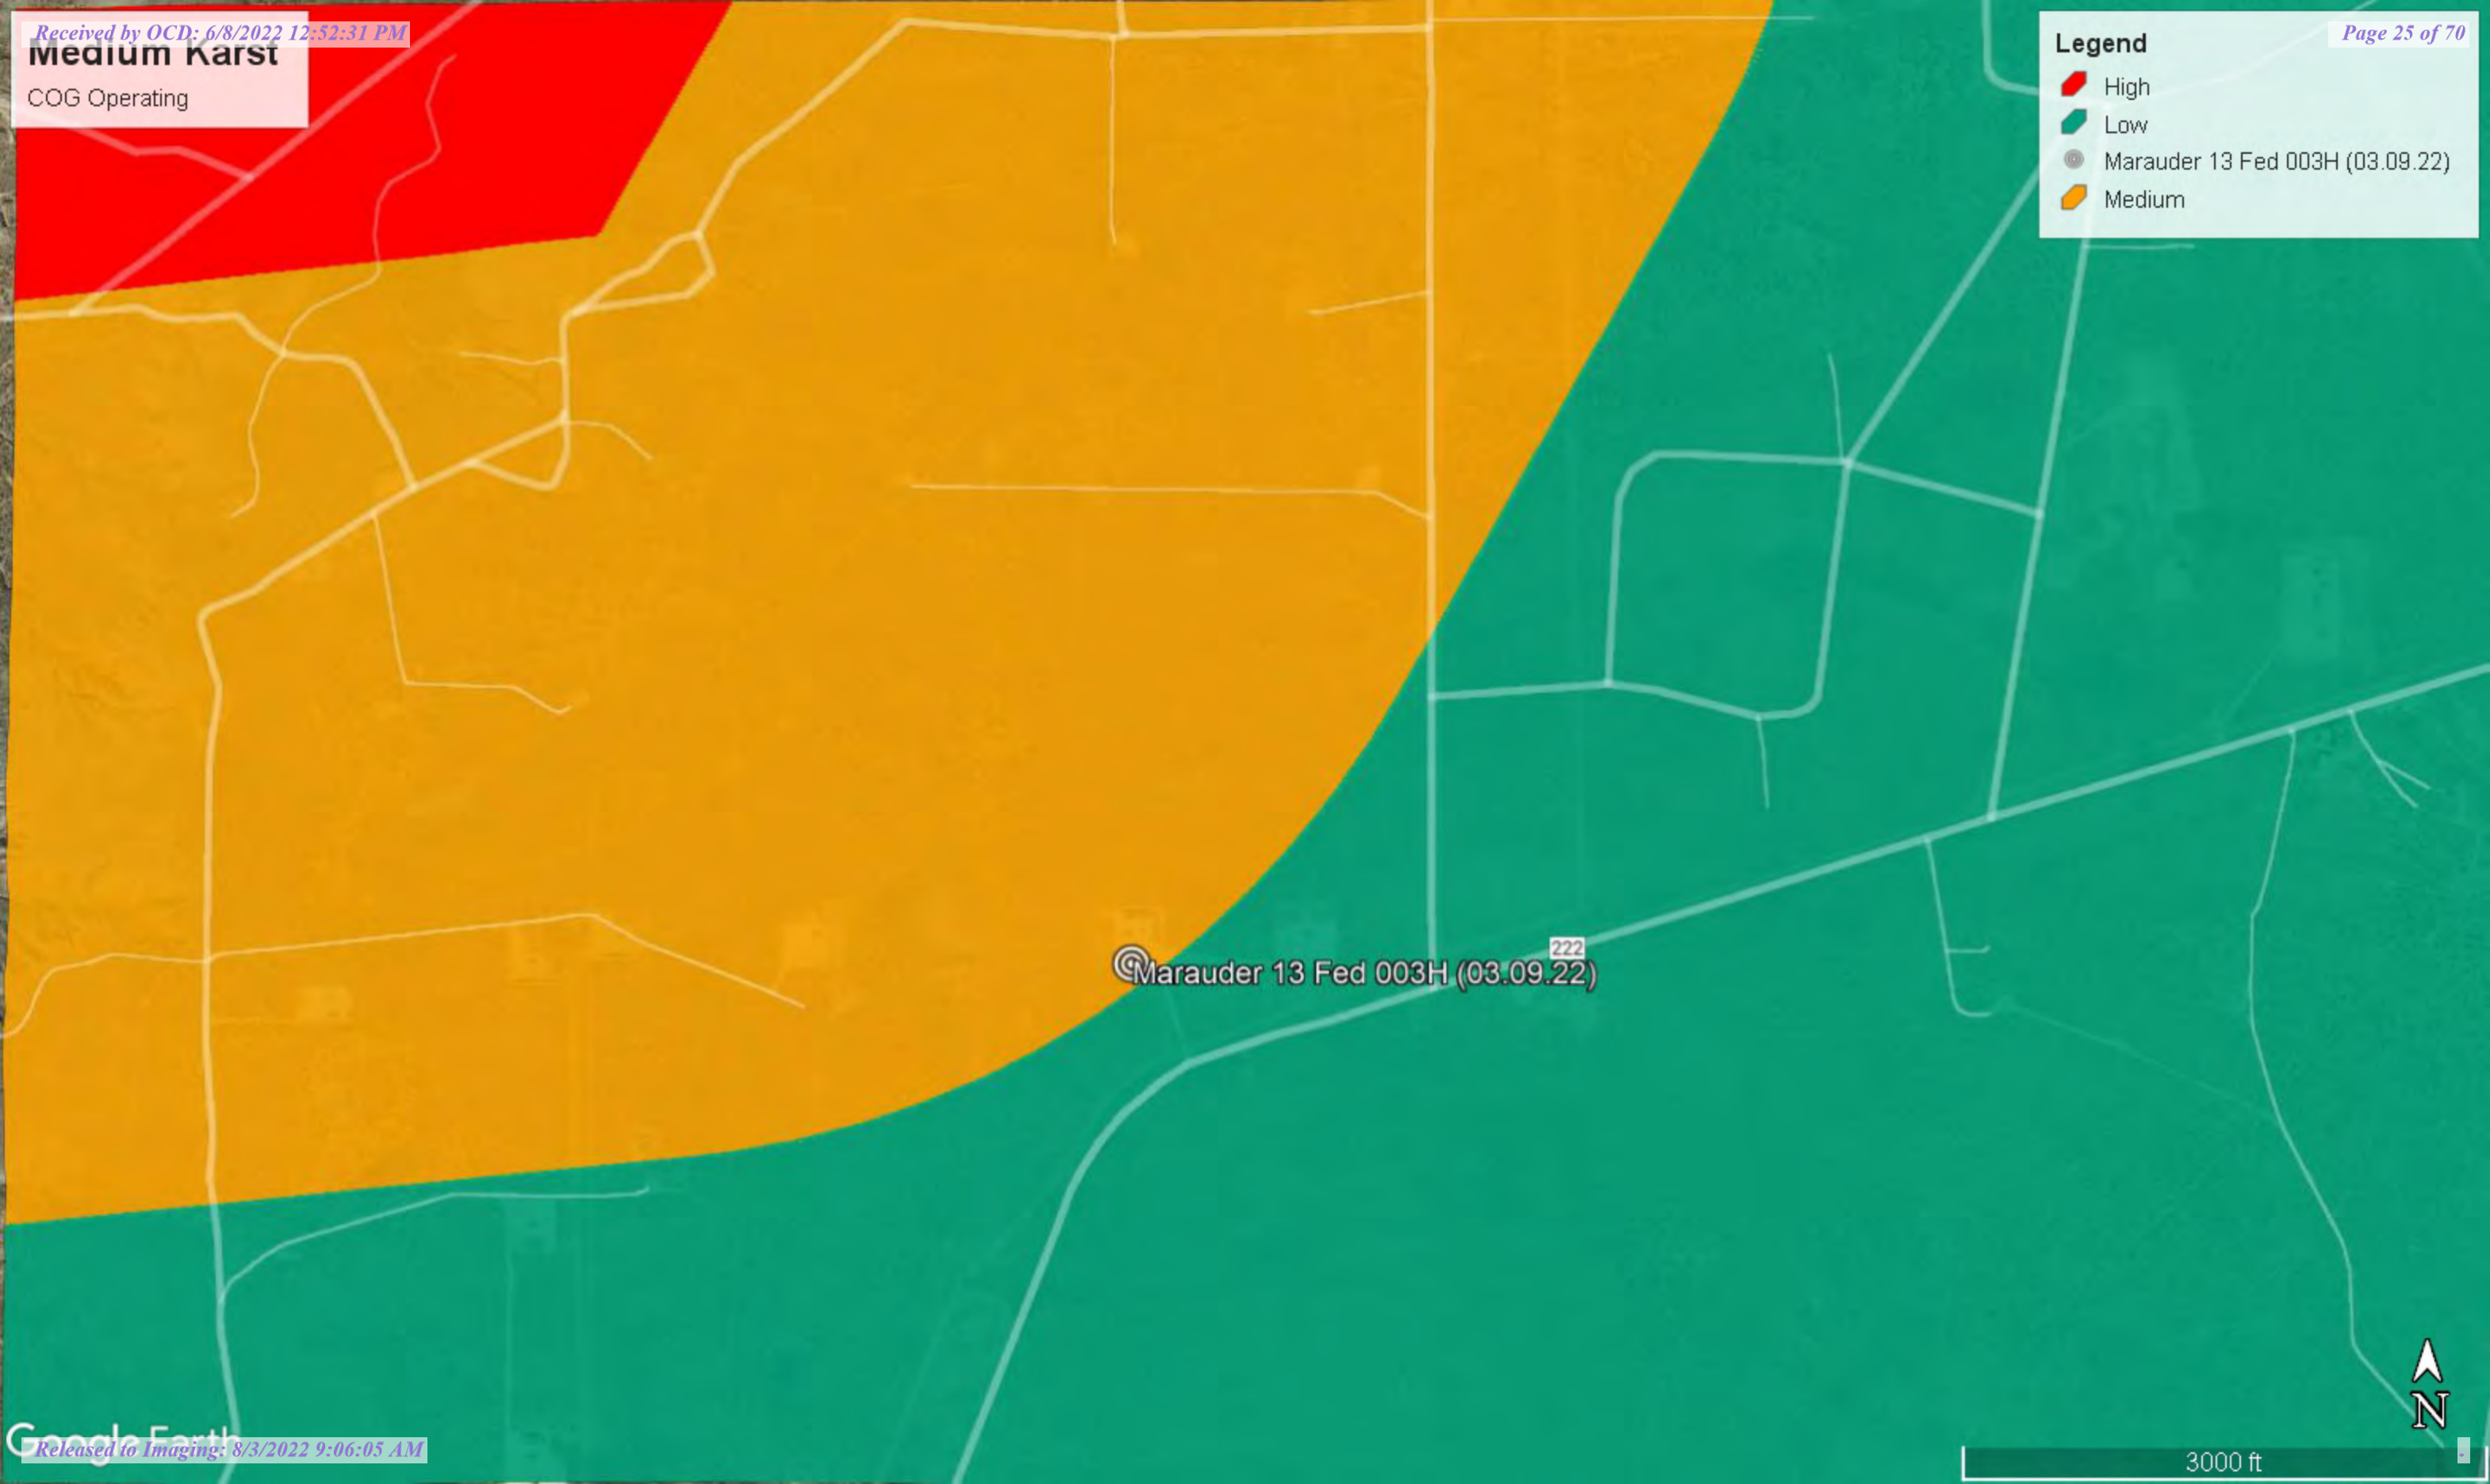 Received by OCD: 6/8/2022 12:52:31 PM
Medium Karst
COG Operating
Page 25 of 70
Legend
High
Low
Marauder 13 Fed 003H (03.09.22)
Medium
222
Marauder 13 Fed 003H (03.09.22)
N
Google Earth
Released to Imaging: 8/3/2022 9:06:05 AM
3000 ft